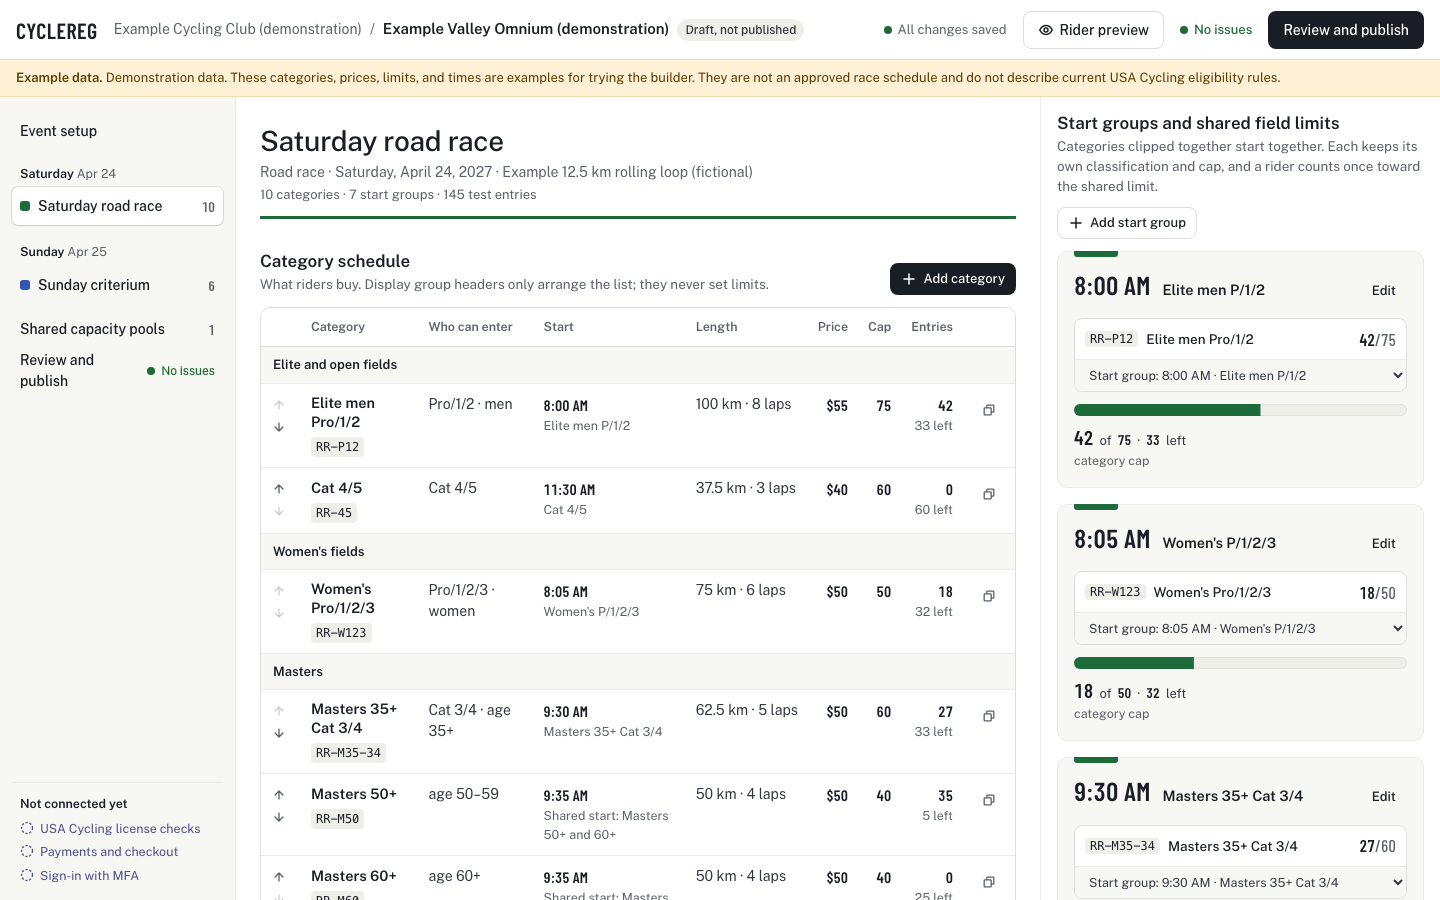 CYCLEREG
Example Cycling Club (demonstration) / Example Valley Omnium (demonstration)
Draft, not published
All changes saved
Rider preview
No issues
Review and publish
Example data. Demonstration data. These categories, prices, limits, and times are examples for trying the builder. They are not an approved race schedule and do not describe current USA Cycling eligibility rules.
Event setup
Saturday Apr 24
Saturday road race 10
Sunday Apr 25
Sunday criterium 6
Shared capacity pools 1
Review and
publish
No issues
Not connected yet
USA Cycling license checks
Payments and checkout
Sign-in with MFA
Saturday road race
Road race · Saturday, April 24, 2027 · Example 12.5 km rolling loop (fictional)
10 categories · 7 start groups · 145 test entries
Category schedule
What riders buy. Display group headers only arrange the list; they never set limits.
Add category
Category Who can enter Start Length Price Cap Entries
Elite and open fields
Elite men
Pro/1/2
RR–P12
Pro/1/2 · men
8:00 AM
Elite men P/1/2
100 km · 8 laps
$55
75
42
33 left
Cat 4/5
RR–45
Cat 4/5
11:30 AM
Cat 4/5
37.5 km · 3 laps
$40
60
0
60 left
Women's fields
Women's
Pro/1/2/3
RR–W123
Pro/1/2/3 ·
women
8:05 AM
Women's P/1/2/3
75 km · 6 laps
$50
50
18
32 left
Masters
Masters 35+
Cat 3/4
RR–M35–34
Cat 3/4 · age
35+
9:30 AM
Masters 35+ Cat 3/4
62.5 km · 5 laps
$50
60
27
33 left
Masters 50+
RR–M50
age 50–59
9:35 AM
Shared start: Masters
50+ and 60+
50 km · 4 laps
$50
40
35
5 left
Masters 60+
RR–M60
age 60+
9:35 AM
Shared start: Masters
50 km · 4 laps
$50
40
0
25 left
Start groups and shared field limits
Categories clipped together start together. Each keeps its
own classification and cap, and a rider counts once toward
the shared limit.
Add start group
8:00 AM Elite men P/1/2 Edit
RR–P12 Elite men Pro/1/2 42/75
Start group: 8:00 AM · Elite men P/1/2
42 of 75 · 33 left
category cap
8:05 AM Women's P/1/2/3 Edit
RR–W123 Women's Pro/1/2/3 18/50
Start group: 8:05 AM · Women's P/1/2/3
18 of 50 · 32 left
category cap
9:30 AM Masters 35+ Cat 3/4 Edit
RR–M35–34 Masters 35+ Cat 3/4 27/60
Start group: 9:30 AM · Masters 35+ Cat 3/4